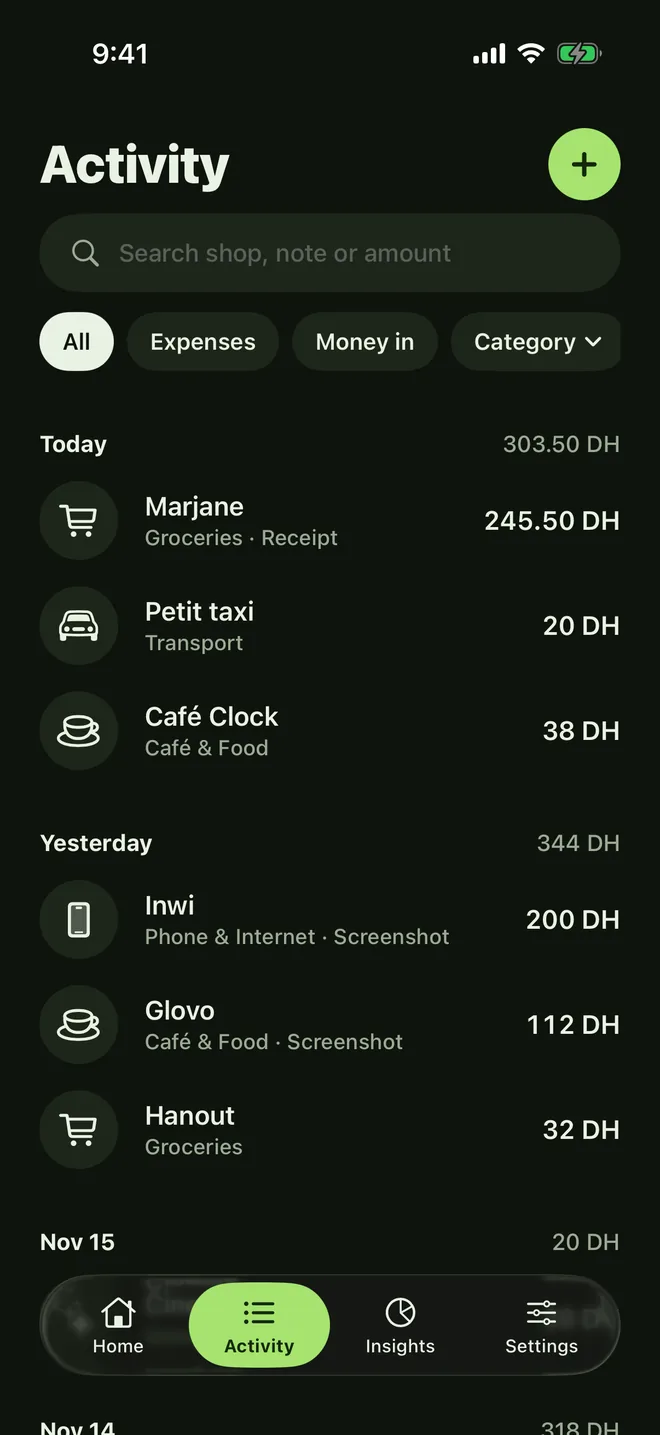 9:41
Activity
Search shop, note or amount
All Expenses Money in Category
Today 303.50 DH
Marjane 245.50 DH
Groceries · Receipt
Petit taxi 20 DH
Transport
Café Clock 38 DH
Café & Food
Yesterday 344 DH
Inwi 200 DH
Phone & Internet · Screenshot
Glovo 112 DH
Café & Food · Screenshot
Hanout 32 DH
Groceries
Nov 15 20 DH
Home Activity Insights Settings
Nov 14 318 DH